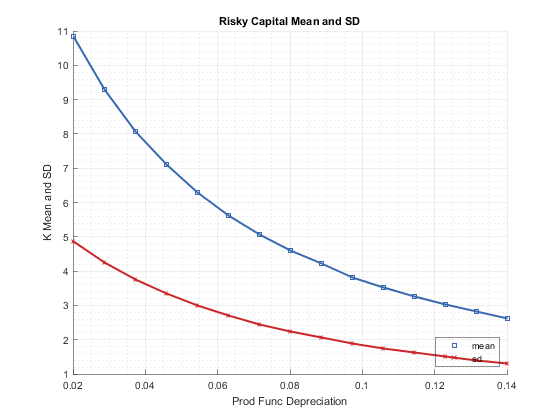 Risky Capital Mean and SD
K Mean and SD
11
10
9
8
7
6
5
4
3
2
1
mean
sd
0.02 0.04 0.06 0.08 0.1 0.12 0.14
Prod Func Depreciation